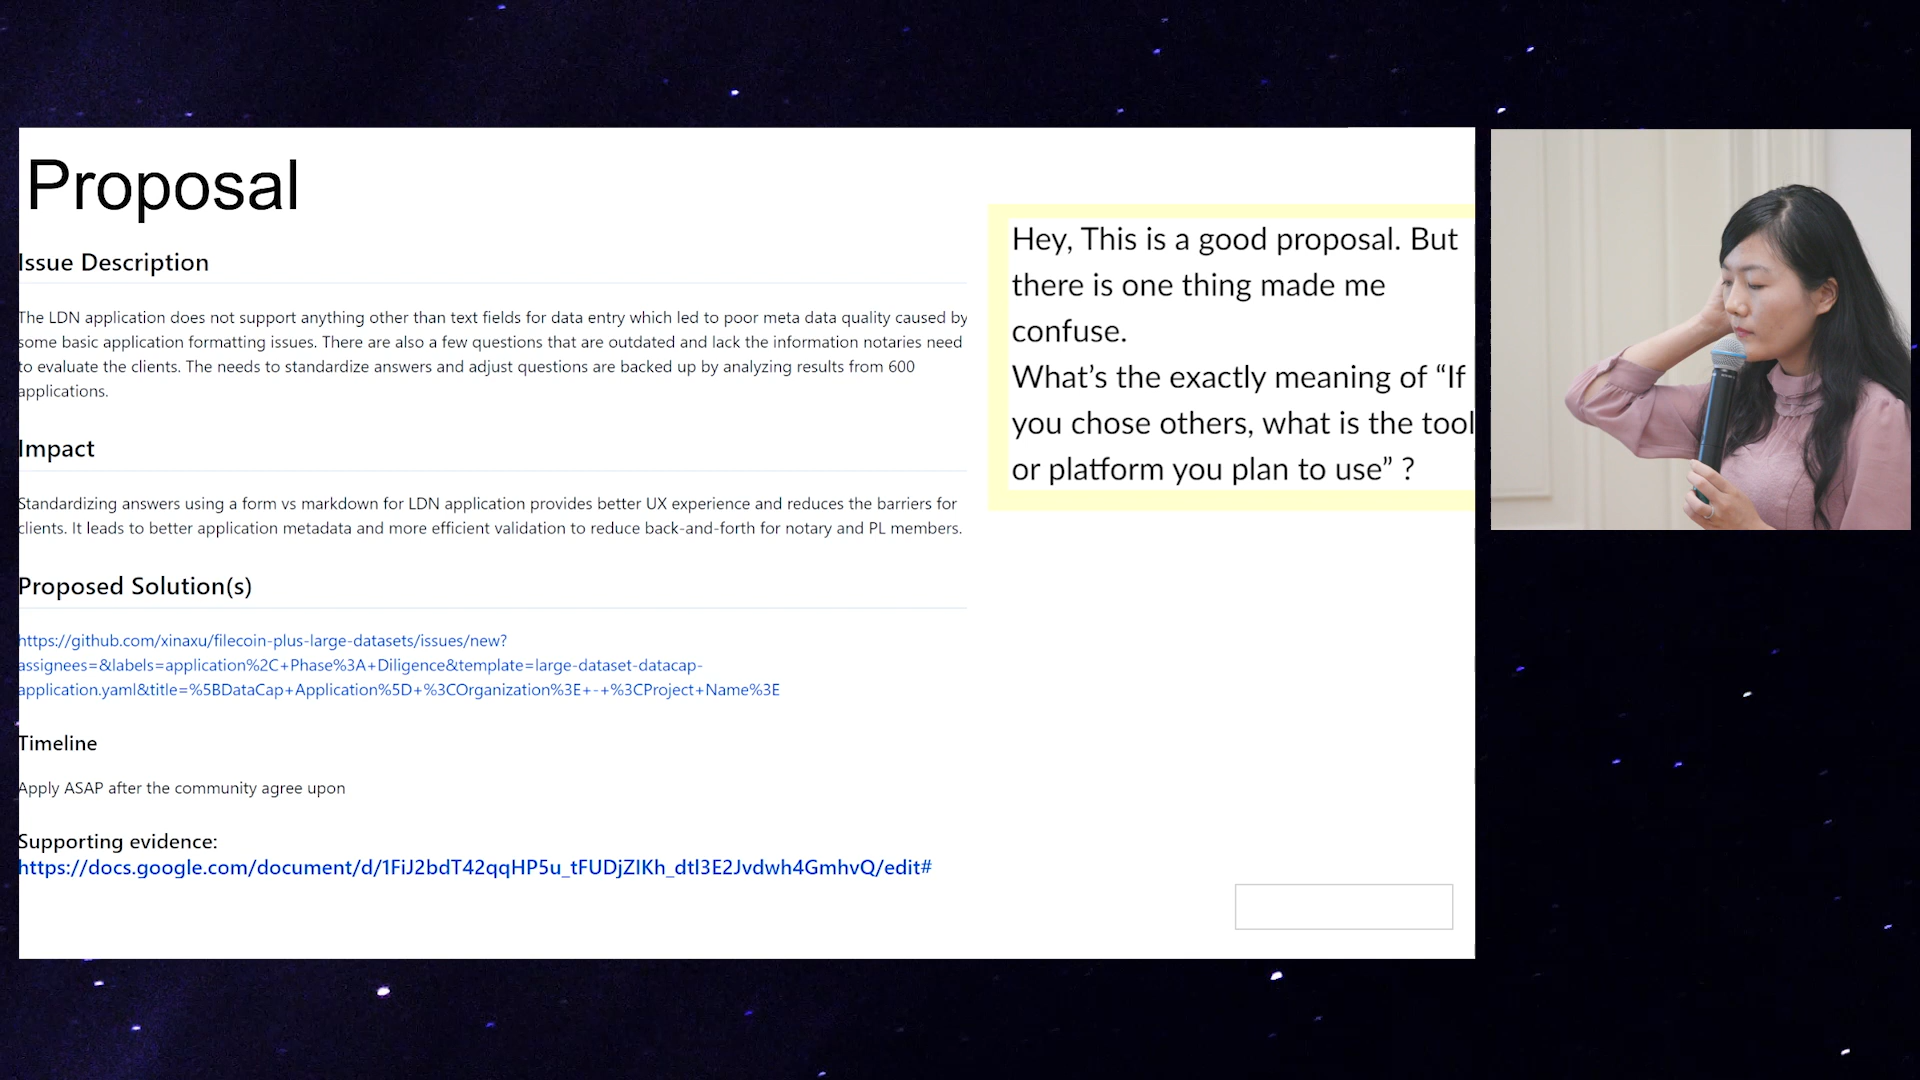 Proposal
Issue Description
The LDN application does not support anything other than text fields for data entry which led to poor meta data quality caused by
some basic application formatting issues. There are also a few questions that are outdated and lack the information notaries need
to evaluate the clients. The needs to standardize answers and adjust questions are backed up by analyzing results from 600
applications.
Impact
Standardizing answers using a form vs markdown for LDN application provides better UX experience and reduces the barriers for
clients. It leads to better application metadata and more efficient validation to reduce back-and-forth for notary and PL members.
Proposed Solution(s)
https://github.com/xinaxu/filecoin-plus-large-datasets/issues/new?
assignees=&labels=application%2C+Phase%3A+Diligence&template=large-dataset-datacap-
application.yaml&title=%5BDataCap+Application%5D+%3COrganization%3E+-+%3CProject+Name%3E
Timeline
Apply ASAP after the community agree upon
Supporting evidence:
https://docs.google.com/document/d/1FiJ2bdT42qqHP5u_tFUDjZIKh_dtl3E2Jvdwh4GmhvQ/edit#
Hey, This is a good proposal. But
there is one thing made me
confuse.
What’s the exactly meaning of “If
you chose others, what is the tool
or platform you plan to use” ?